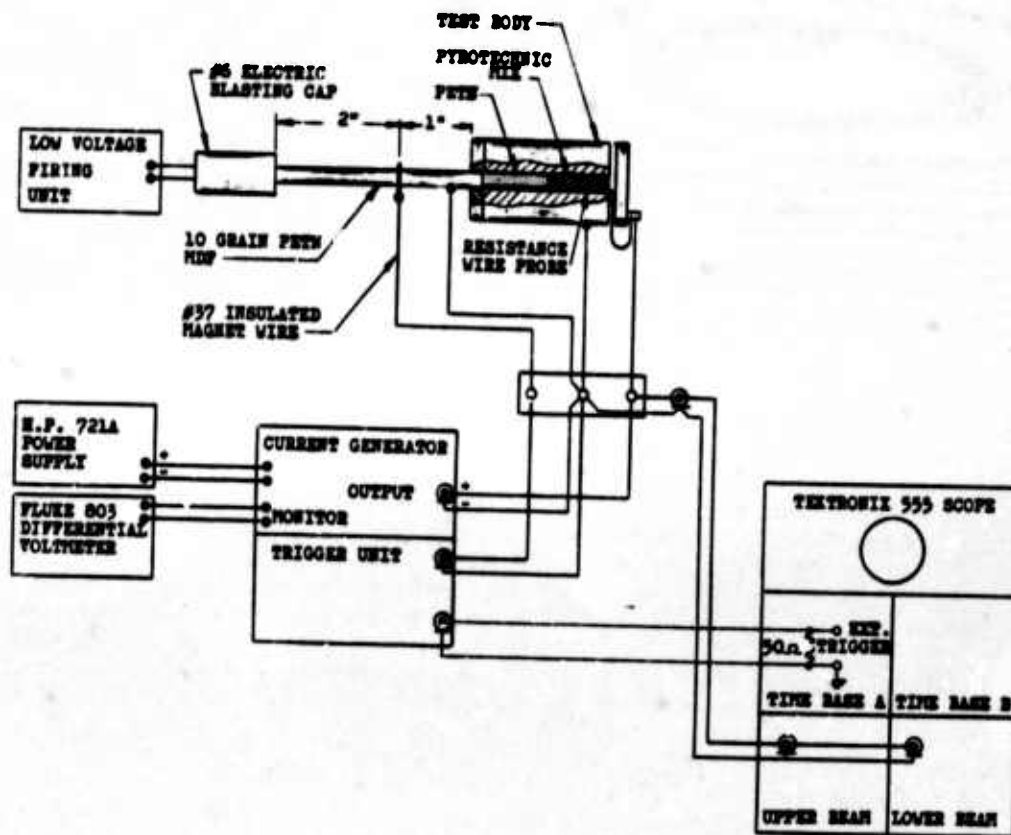 TEST BODY
PYROTECHNIC
MIX
PETN
#6 ELECTRIC
BLASTING CAP
2"
1"
LOW VOLTAGE
FIRING
UNIT
10 GRAIN PETN
MDF
RESISTANCE
WIRE PROBE
#37 INSULATED
MAGNET WIRE
H.P. 721A
POWER
SUPPLY
+
-
CURRENT GENERATOR
OUTPUT
+
-
FLUKE 803
DIFFERENTIAL
VOLTMETER
MONITOR
TRIGGER UNIT
TEKTRONIX 555 SCOPE
EXT.
50Ω TRIGGER
TIME BASE A
TIME BASE B
UPPER BEAM
LOWER BEAM